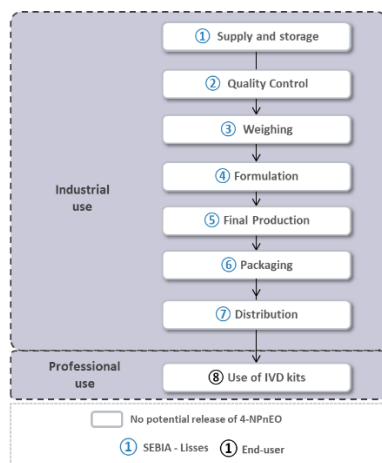 ① Supply and storage
② Quality Control
③ Weighing
④ Formulation
Industrial
use
⑤ Final Production
⑥ Packaging
⑦ Distribution
Professional
use
⑧ Use of IVD kits
No potential release of 4-NPnEO
① SEBIA - Lisses ① End-user